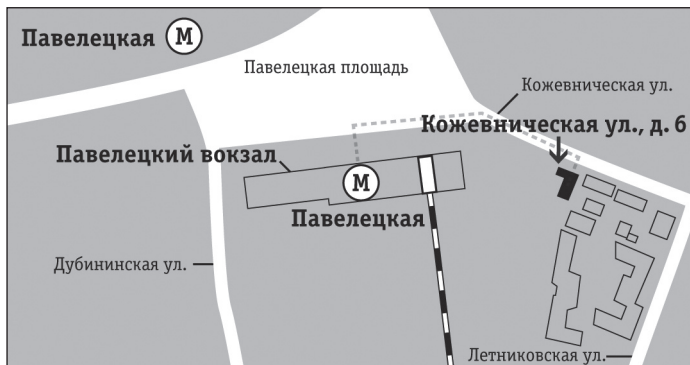 Павелецкая М
Павелецкая площадь
Кожевническая ул.
Кожевническая ул., д. 6
Павелецкий вокзал
М
Павелецкая
Дубининская ул.
Летниковская ул.